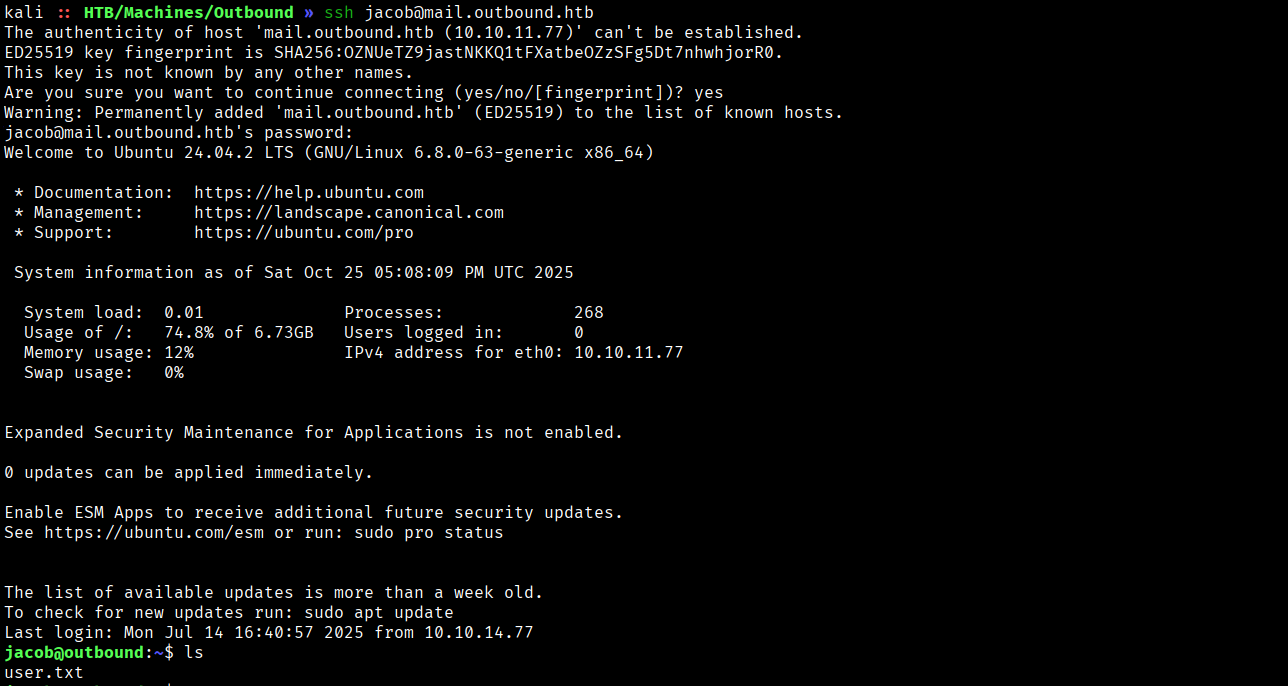 kali :: HTB/Machines/Outbound » ssh jacob@mail.outbound.htb
The authenticity of host 'mail.outbound.htb (10.10.11.77)' can't be established.
ED25519 key fingerprint is SHA256:OZNUeTZ9jastNKKQ1tFXatbeOZzSFg5Dt7nhwhjorR0.
This key is not known by any other names.
Are you sure you want to continue connecting (yes/no/[fingerprint])? yes
Warning: Permanently added 'mail.outbound.htb' (ED25519) to the list of known hosts.
jacob@mail.outbound.htb's password:
Welcome to Ubuntu 24.04.2 LTS (GNU/Linux 6.8.0-63-generic x86_64)
* Documentation: https://help.ubuntu.com
* Management: https://landscape.canonical.com
* Support: https://ubuntu.com/pro
System information as of Sat Oct 25 05:08:09 PM UTC 2025
System load: 0.01 Processes: 268
Usage of /: 74.8% of 6.73GB Users logged in: 0
Memory usage: 12% IPv4 address for eth0: 10.10.11.77
Swap usage: 0%
Expanded Security Maintenance for Applications is not enabled.
0 updates can be applied immediately.
Enable ESM Apps to receive additional future security updates.
See https://ubuntu.com/esm or run: sudo pro status
The list of available updates is more than a week old.
To check for new updates run: sudo apt update
Last login: Mon Jul 14 16:40:57 2025 from 10.10.14.77
jacob@outbound:~$ ls
user.txt